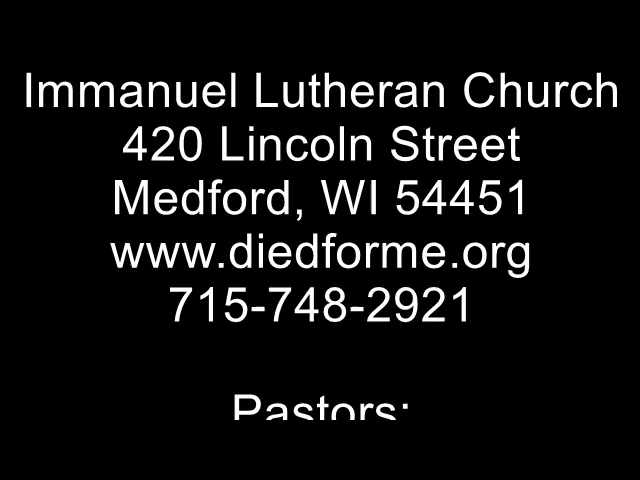 Immanuel Lutheran Church
420 Lincoln Street
Medford, WI 54451
www.diedforme.org
715-748-2921
Pastors: